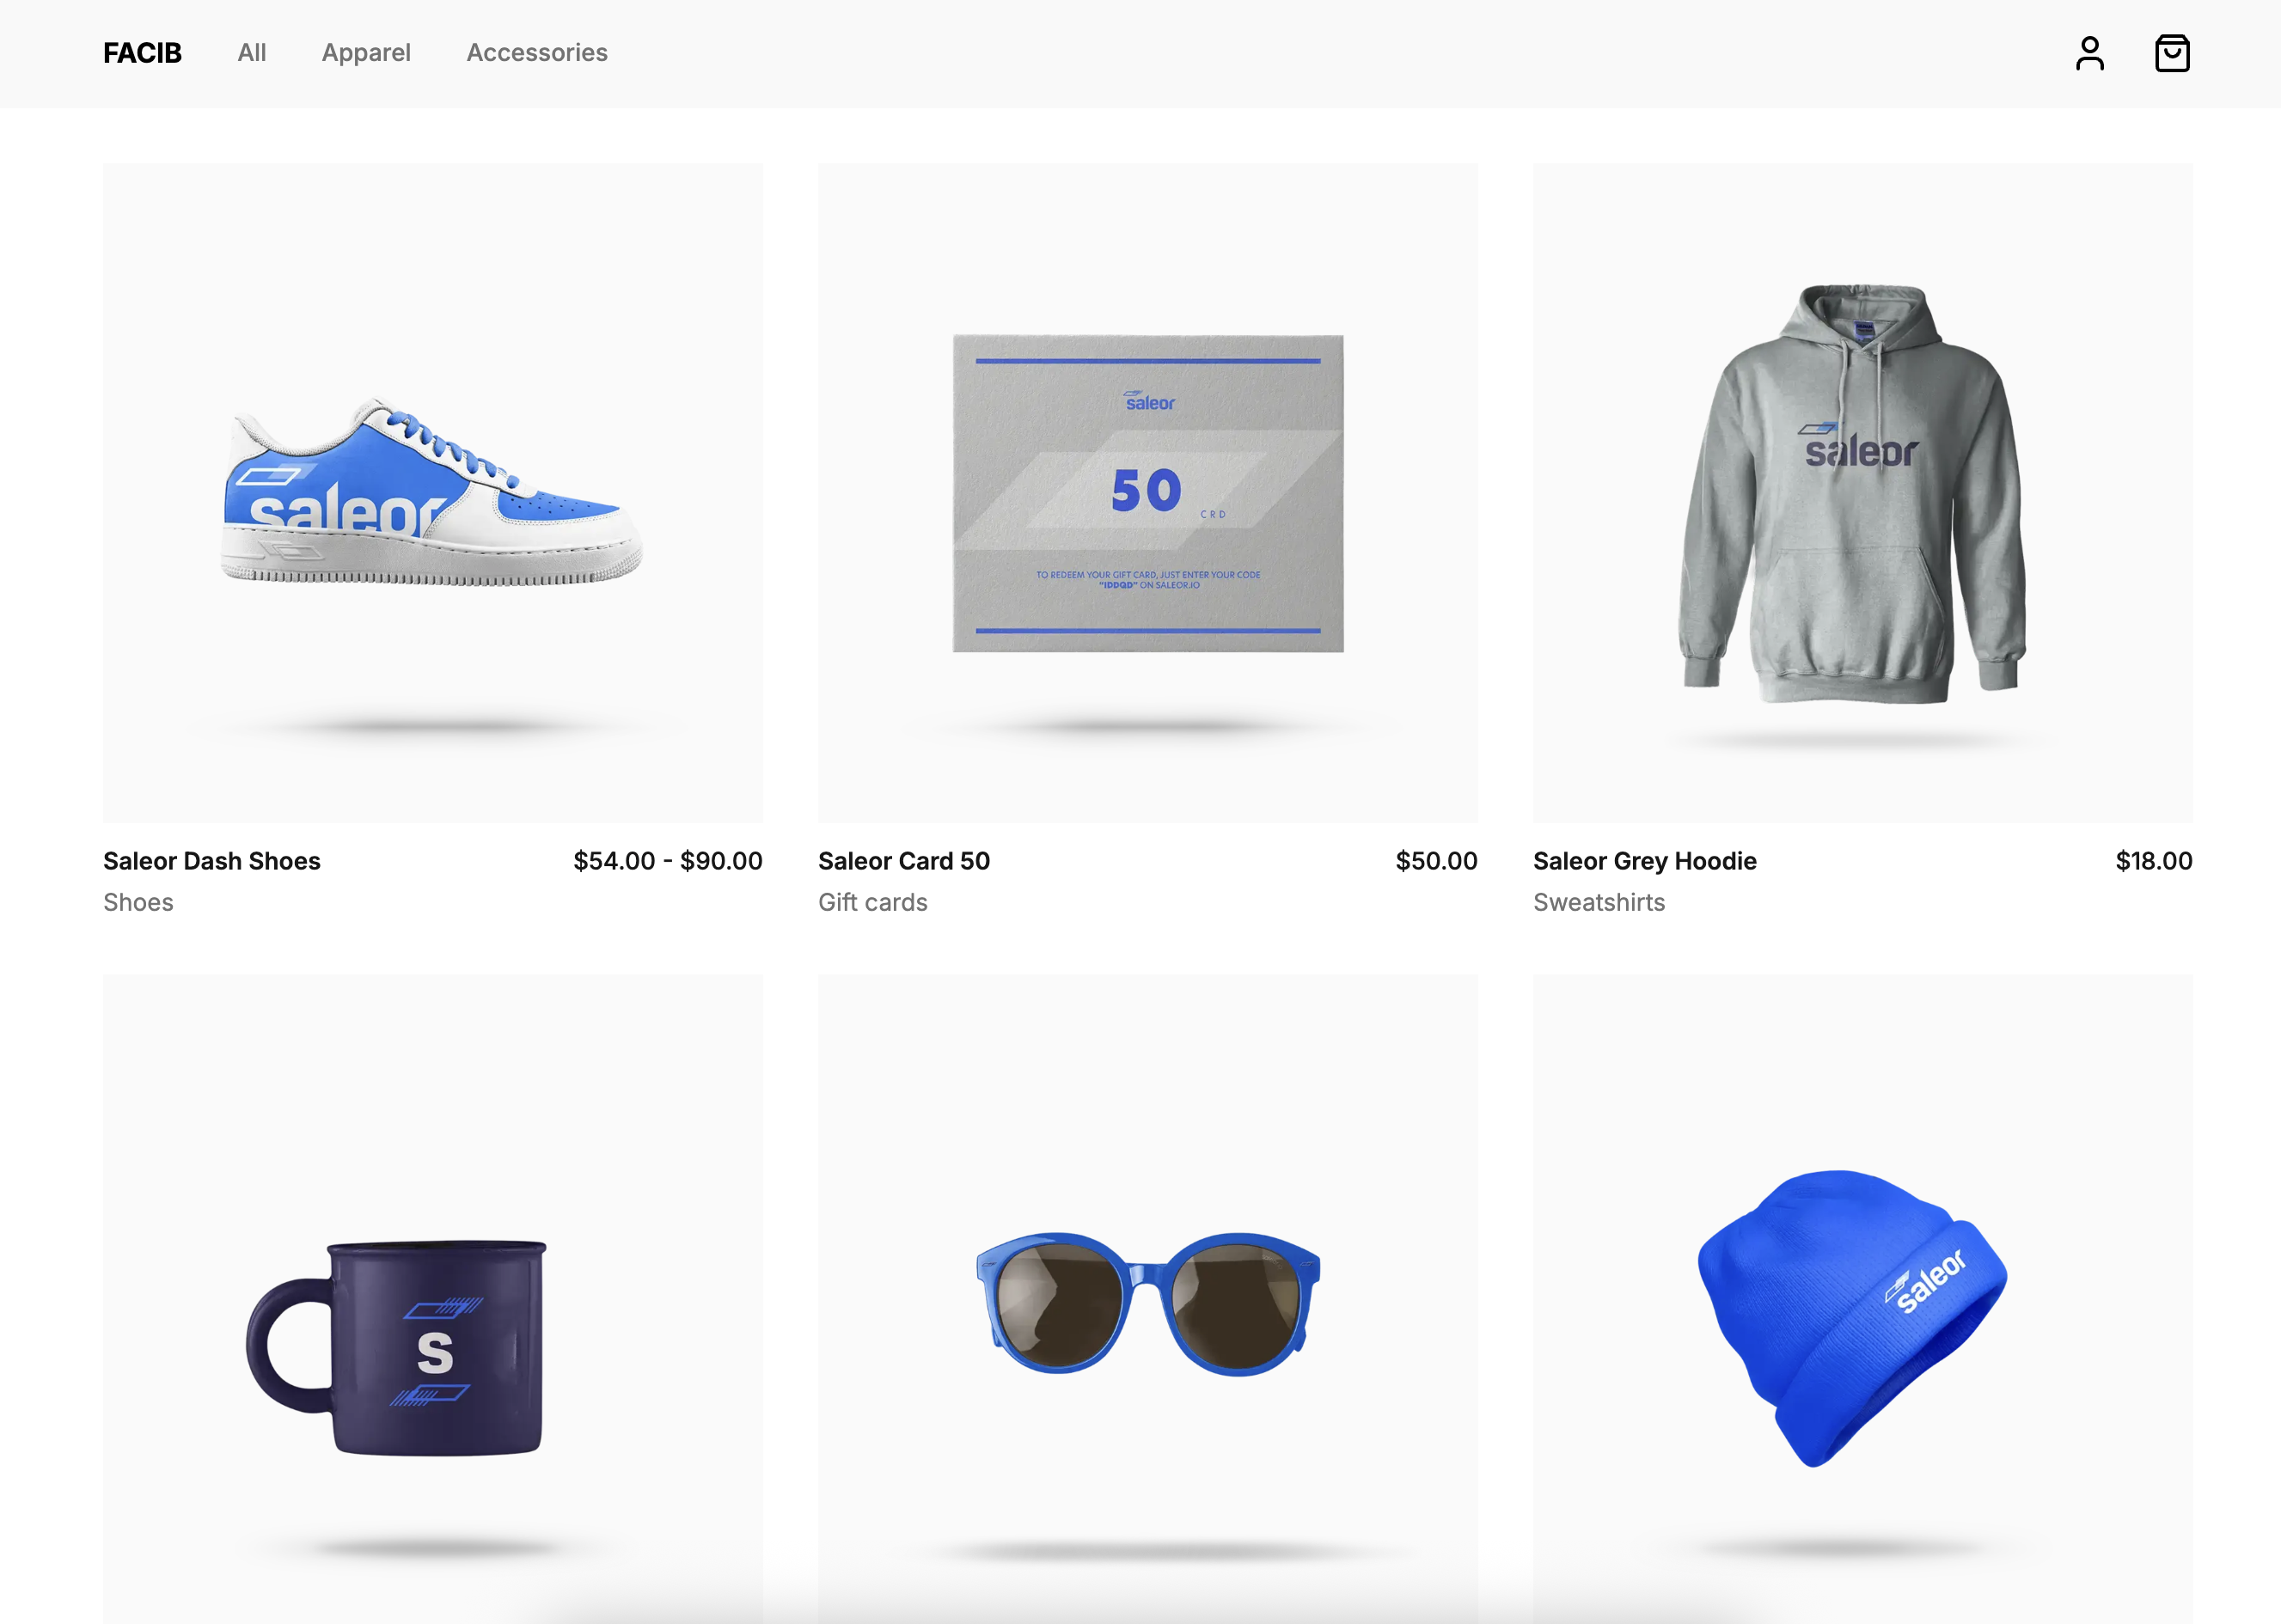 FACIB
All
Apparel
Accessories
saleor
saleor
50
CRD
TO REDEEM YOUR GIFT CARD, JUST ENTER YOUR CODE
"IDDQD" ON SALEOR.IO
saleor
Saleor Dash Shoes
$54.00 - $90.00
Shoes
Saleor Card 50
$50.00
Gift cards
Saleor Grey Hoodie
$18.00
Sweatshirts
S
saleor